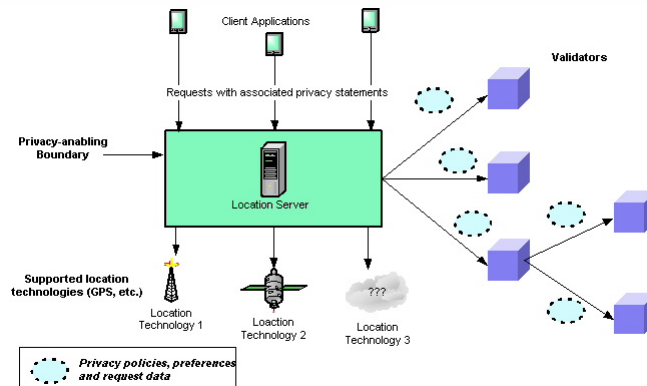 Client Applications
Validators
Requests with associated privacy statements
Privacy-enabling
Boundary
Location Server
Supported location
technologies (GPS, etc.)
Location
Technology 1
Loaction
Technology 2
???
Location
Technology 3
Privacy policies, preferences
and request data